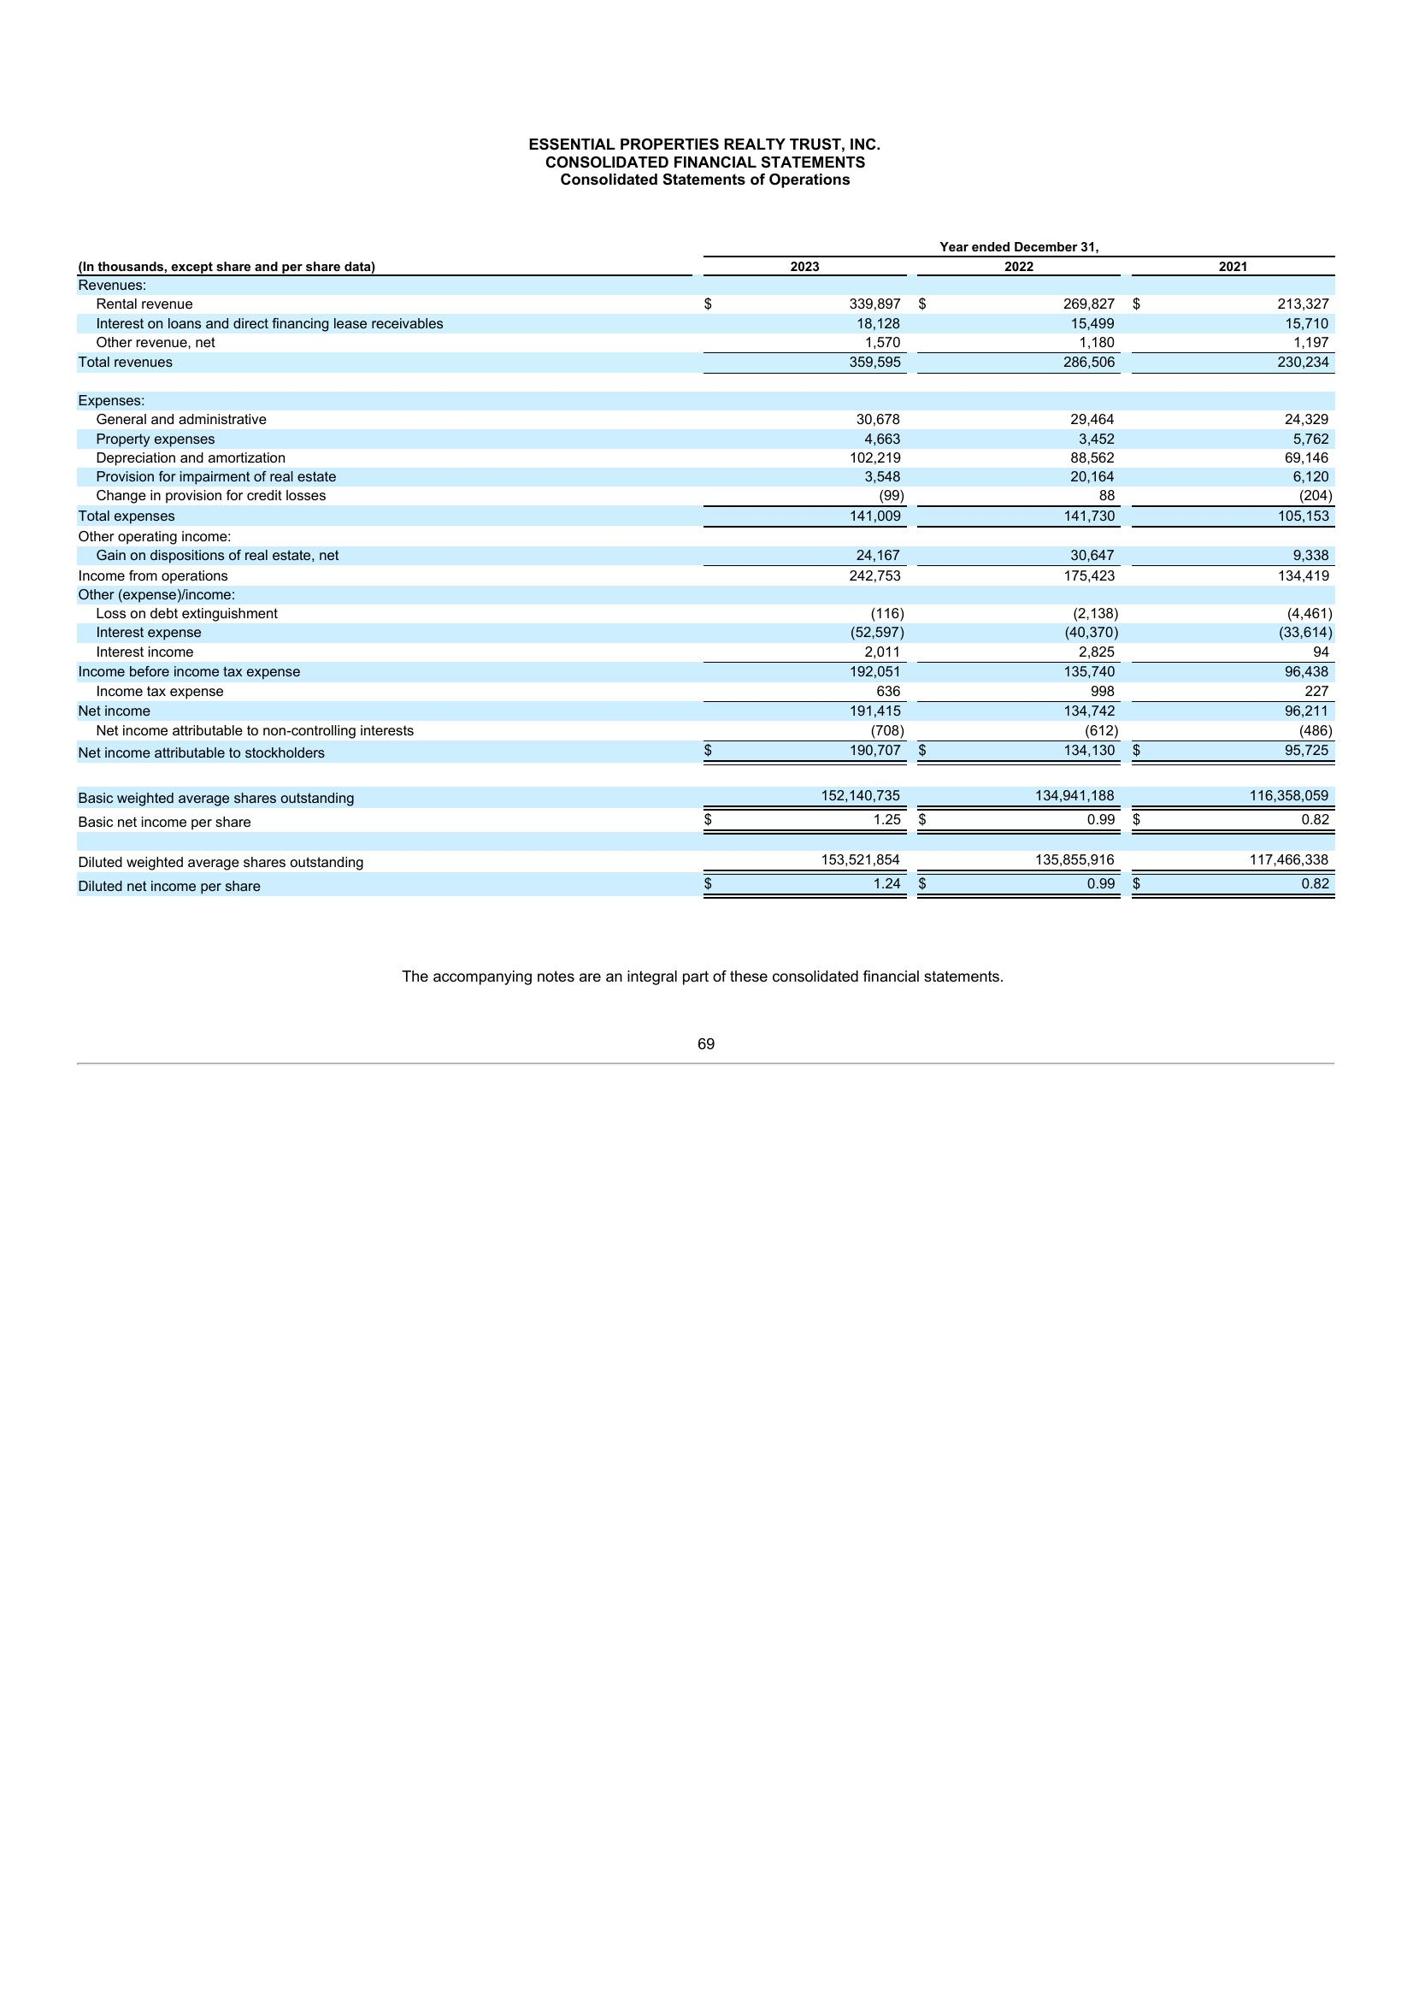 ESSENTIAL PROPERTIES REALTY TRUST, INC.
CONSOLIDATED FINANCIAL STATEMENTS
Consolidated Statements of Operations
Year ended December 31,
(In thousands, except share and per share data) 2023 2022 2021
Revenues:
Rental revenue $ 339,897 $ 269,827 $ 213,327
Interest on loans and direct financing lease receivables 18,128 15,499 15,710
Other revenue, net 1,570 1,180 1,197
Total revenues 359,595 286,506 230,234
Expenses:
General and administrative 30,678 29,464 24,329
Property expenses 4,663 3,452 5,762
Depreciation and amortization 102,219 88,562 69,146
Provision for impairment of real estate 3,548 20,164 6,120
Change in provision for credit losses (99) 88 (204)
Total expenses 141,009 141,730 105,153
Other operating income:
Gain on dispositions of real estate, net 24,167 30,647 9,338
Income from operations 242,753 175,423 134,419
Other (expense)/income:
Loss on debt extinguishment (116) (2,138) (4,461)
Interest expense (52,597) (40,370) (33,614)
Interest income 2,011 2,825 94
Income before income tax expense 192,051 135,740 96,438
Income tax expense 636 998 227
Net income 191,415 134,742 96,211
Net income attributable to non-controlling interests (708) (612) (486)
Net income attributable to stockholders $ 190,707 $ 134,130 $ 95,725
Basic weighted average shares outstanding 152,140,735 134,941,188 116,358,059
Basic net income per share $ 1.25 $ 0.99 $ 0.82
Diluted weighted average shares outstanding 153,521,854 135,855,916 117,466,338
Diluted net income per share $ 1.24 $ 0.99 $ 0.82
The accompanying notes are an integral part of these consolidated financial statements.
69